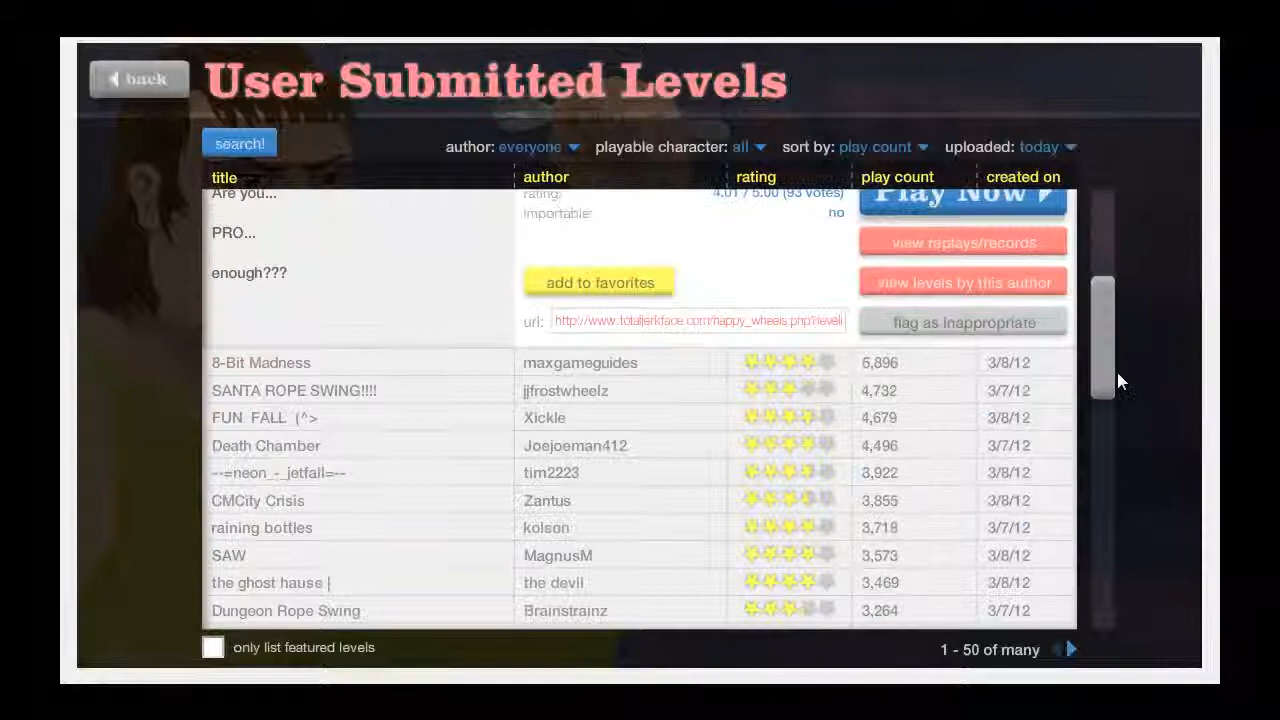 back
User Submitted Levels
search!
author: everyone playable character: all sort by: play count uploaded: today
title author rating play count created on
Are you... rating: 4.01 / 5.00 (93 votes) Play Now
importable: no
PRO...
view replays/records
enough???
add to favorites view levels by this author
url: http://www.totaljerkface.com/happy_wheels.php?leveli flag as inappropriate
8-Bit Madness maxgameguides 3/8/12
SANTA ROPE SWING!!!! jjfrostwheelz 4,732 3/7/12
FUN FALL (^> Xickle 4,679 3/8/12
Death Chamber Joejoeman412 4,496 3/7/12
--=neon_-_jetfall=-- tim2223 3,922 3/8/12
CMCity Crisis Zantus 3,855 3/8/12
raining bottles kolson 3,718 3/7/12
SAW MagnusM 3,573 3/8/12
the ghost hause | the devil 3,469 3/8/12
Dungeon Rope Swing Brainstrainz 3,264 3/7/12
only list featured levels 1 - 50 of many